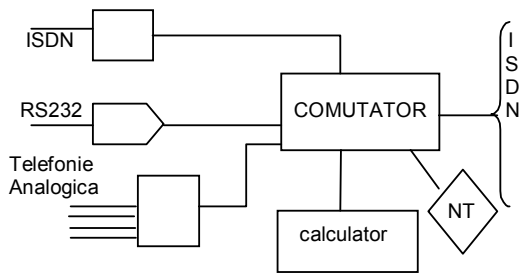 ISDN
RS232
Telefonie
Analogica
COMUTATOR
calculator
NT
I
S
D
N